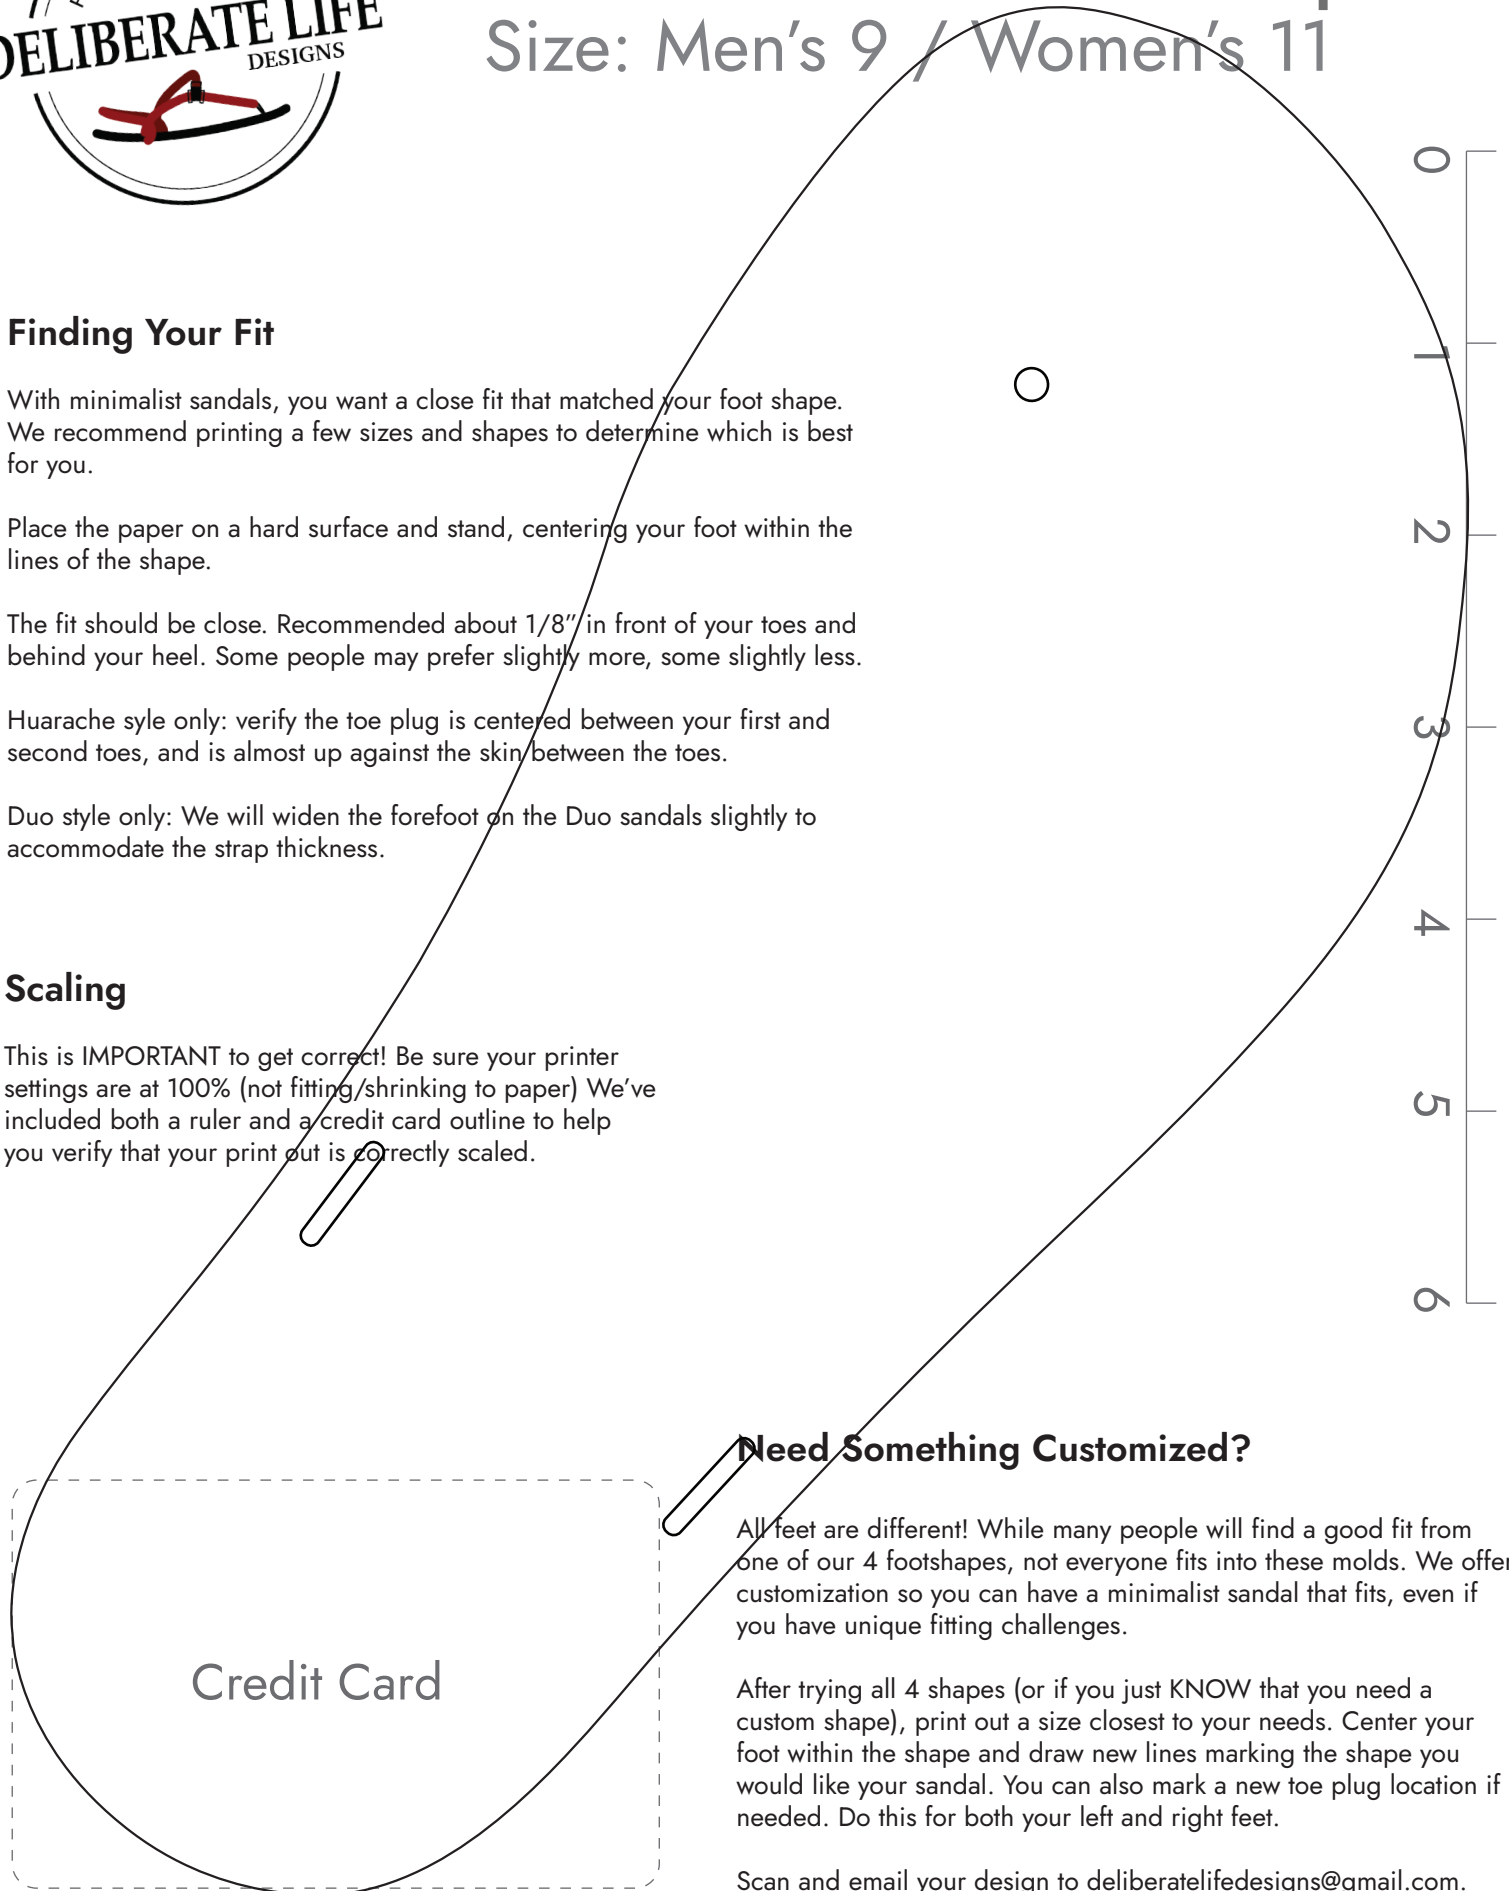 DELIBERATE LIFE
DESIGNS
Size: Men's 9 / Women's 11
0
1
2
3
4
5
6
Finding Your Fit
With minimalist sandals, you want a close fit that matched your foot shape.
We recommend printing a few sizes and shapes to determine which is best
for you.
Place the paper on a hard surface and stand, centering your foot within the
lines of the shape.
The fit should be close. Recommended about 1/8” in front of your toes and
behind your heel. Some people may prefer slightly more, some slightly less.
Huarache syle only: verify the toe plug is centered between your first and
second toes, and is almost up against the skin between the toes.
Duo style only: We will widen the forefoot on the Duo sandals slightly to
accommodate the strap thickness.
Scaling
This is IMPORTANT to get correct! Be sure your printer
settings are at 100% (not fitting/shrinking to paper) We’ve
included both a ruler and a credit card outline to help
you verify that your print out is correctly scaled.
Credit Card
Need Something Customized?
All feet are different! While many people will find a good fit from
one of our 4 footshapes, not everyone fits into these molds. We offer
customization so you can have a minimalist sandal that fits, even if
you have unique fitting challenges.
After trying all 4 shapes (or if you just KNOW that you need a
custom shape), print out a size closest to your needs. Center your
foot within the shape and draw new lines marking the shape you
would like your sandal. You can also mark a new toe plug location if
needed. Do this for both your left and right feet.
Scan and email your design to deliberatelifedesigns@gmail.com.